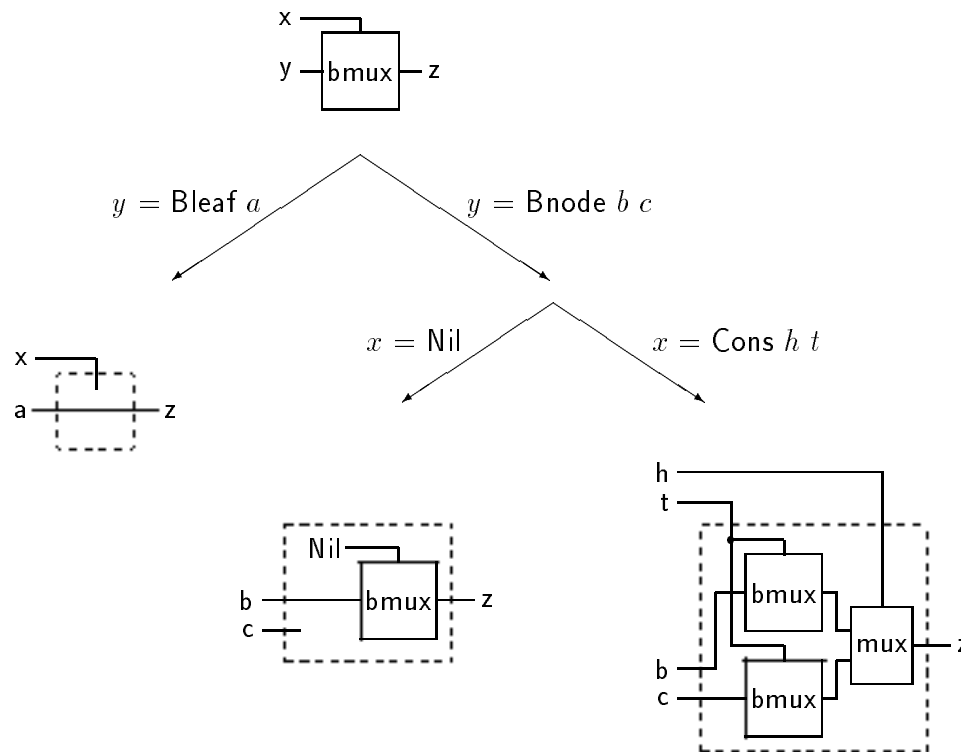 x
y bmux z
y = Bleaf a y = Bnode b c
x = Nil x = Cons h t
x
a z
h
t
Nil
bmux
b bmux z
c
mux z
b
c bmux